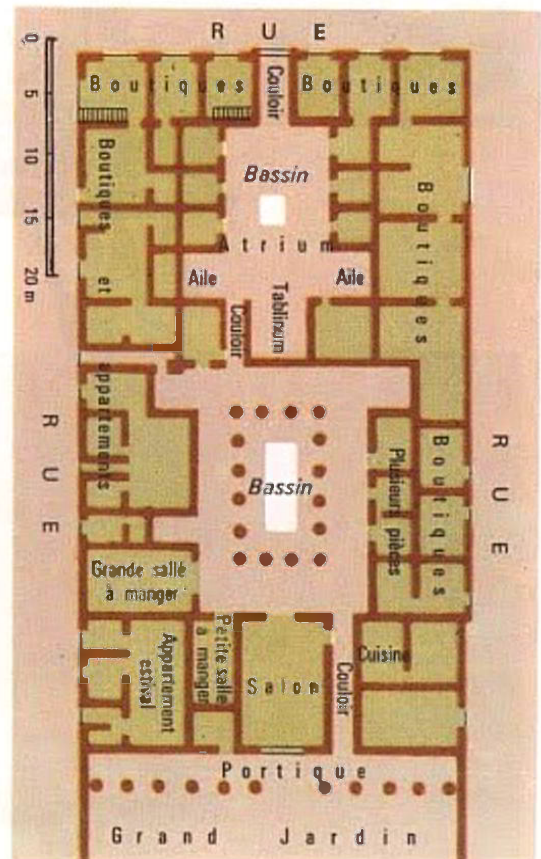 RUE
0 5 10 15 20 m
Boutiques
Couloir
Boutiques
Bassin
Boutiques et appartements
Boutiques
Atrium
Aile
Aile
Couloir
Tablinum
RUE
RUE
Bassin
Plusieurs pièces
Boutiques
Grande salle
à manger
Appartement
estival
Petite salle
à manger
Salon
Couloir
Cuisine
Portique
Grand Jardin